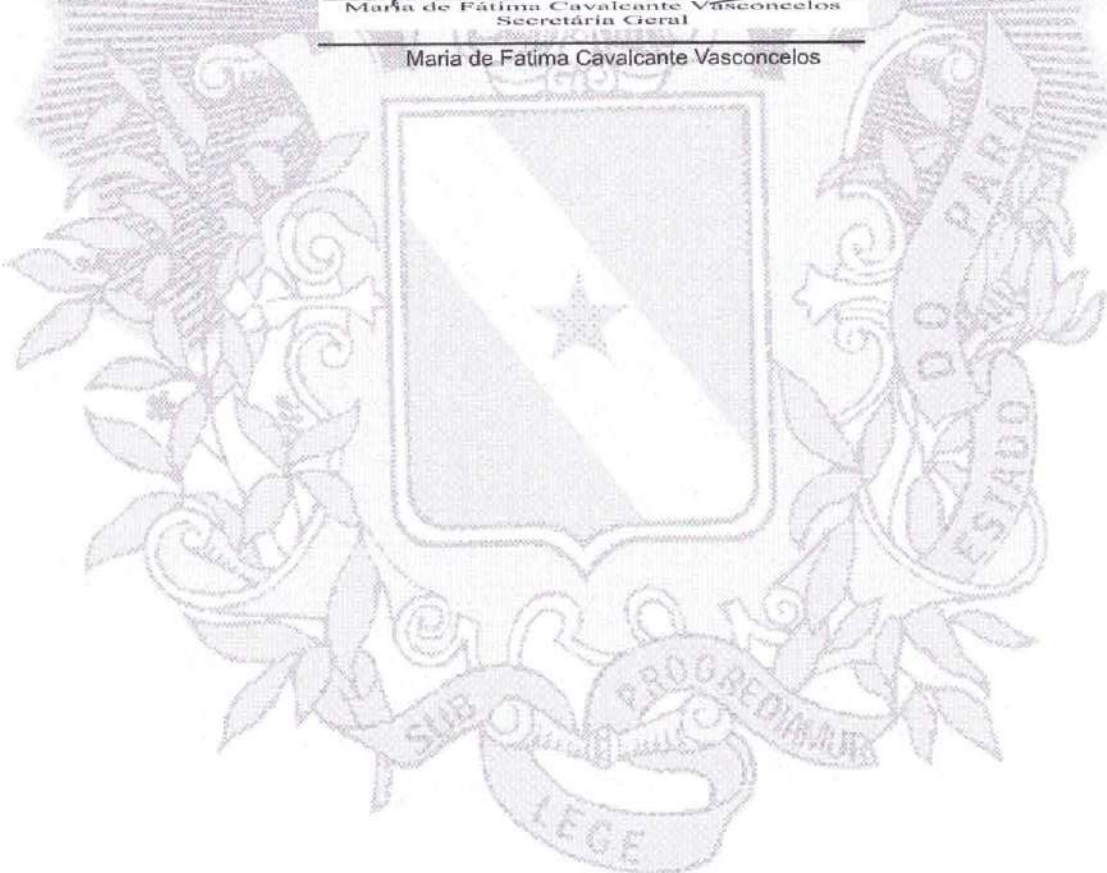 Maria de Fátima Cavalcante Vasconcelos
Secretária Geral
Maria de Fatima Cavalcante Vasconcelos
ESTADO DO PARÁ
SUB LEGE PROGREDIAMUR